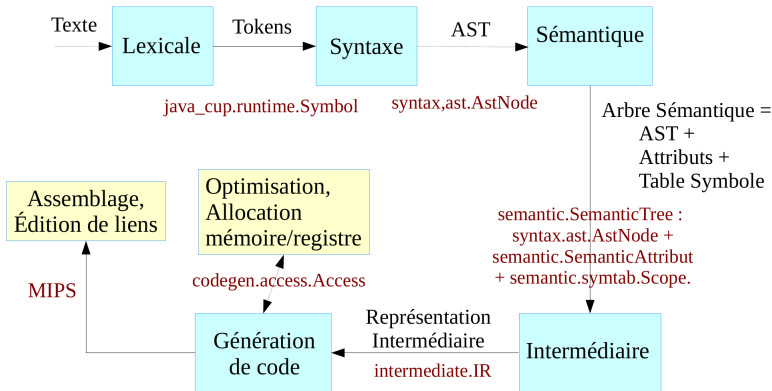 Texte
Lexicale
Tokens
Syntaxe
AST
Sémantique
java_cup.runtime.Symbol
syntax,ast.AstNode
Arbre Sémantique =
AST +
Attributs +
Table Symbole
semantic.SemanticTree :
syntax.ast.AstNode +
semantic.SemanticAttribut
+ semantic.symtab.Scope.
Assemblage,
Édition de liens
Optimisation,
Allocation
mémoire/registre
MIPS
codegen.access.Access
Génération
de code
Représentation
Intermédiaire
intermediate.IR
Intermédiaire